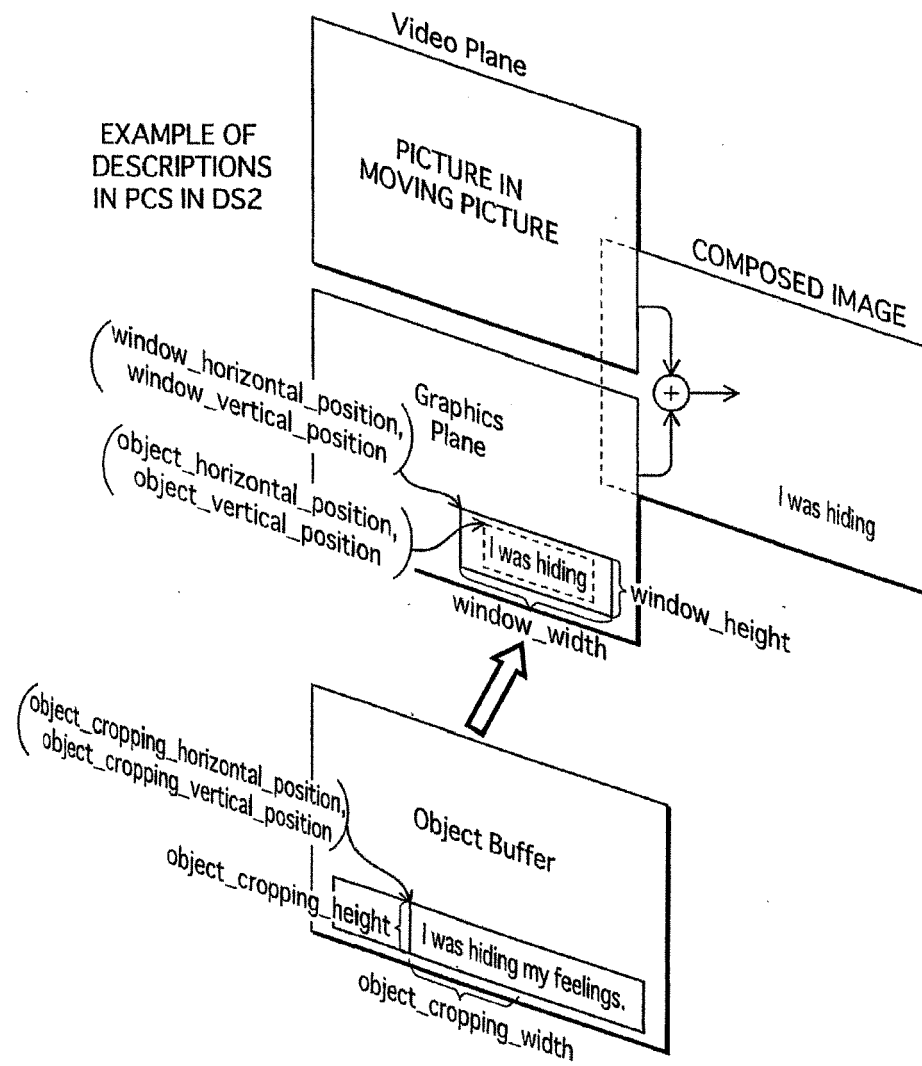 Video Plane
EXAMPLE OF
DESCRIPTIONS
IN PCS IN DS2
PICTURE IN
MOVING PICTURE
COMPOSED IMAGE
(window_horizontal_position,
window_vertical_position)
Graphics
Plane
(object_horizontal_position,
object_vertical_position)
+
I was hiding
I was hiding
window_height
window_width
(object_cropping_horizontal_position,
object_cropping_vertical_position)
Object Buffer
object_cropping_height
I was hiding my feelings.
object_cropping_width